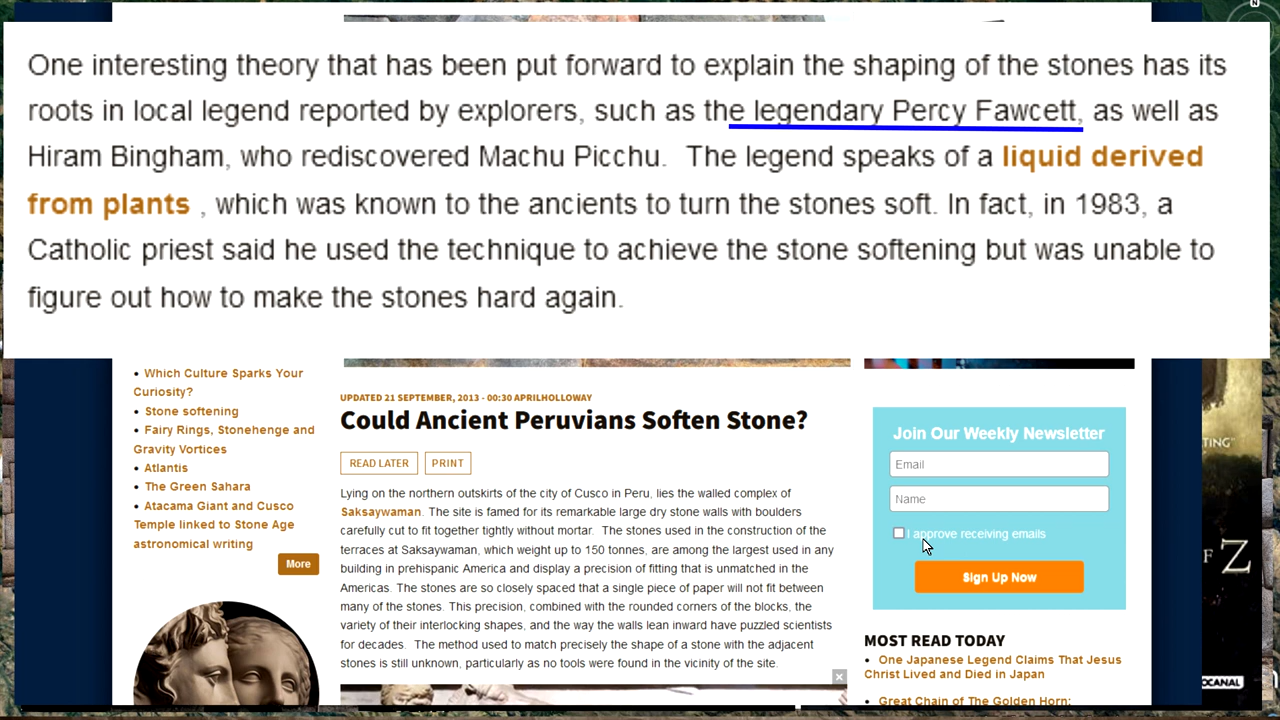 N
One interesting theory that has been put forward to explain the shaping of the stones has its
roots in local legend reported by explorers, such as the legendary Percy Fawcett, as well as
Hiram Bingham, who rediscovered Machu Picchu. The legend speaks of a liquid derived
from plants , which was known to the ancients to turn the stones soft. In fact, in 1983, a
Catholic priest said he used the technique to achieve the stone softening but was unable to
figure out how to make the stones hard again.
• Which Culture Sparks Your
Curiosity?
• Stone softening
• Fairy Rings, Stonehenge and
Gravity Vortices
• Atlantis
• The Green Sahara
• Atacama Giant and Cusco
Temple linked to Stone Age
astronomical writing
More
UPDATED 21 SEPTEMBER, 2013 - 00:30 APRILHOLLOWAY
Could Ancient Peruvians Soften Stone?
READ LATER PRINT
Lying on the northern outskirts of the city of Cusco in Peru, lies the walled complex of
Saksaywaman. The site is famed for its remarkable large dry stone walls with boulders
carefully cut to fit together tightly without mortar. The stones used in the construction of the
terraces at Saksaywaman, which weight up to 150 tonnes, are among the largest used in any
building in prehispanic America and display a precision of fitting that is unmatched in the
Americas. The stones are so closely spaced that a single piece of paper will not fit between
many of the stones. This precision, combined with the rounded corners of the blocks, the
variety of their interlocking shapes, and the way the walls lean inward have puzzled scientists
for decades. The method used to match precisely the shape of a stone with the adjacent
stones is still unknown, particularly as no tools were found in the vicinity of the site.
Join Our Weekly Newsletter
Email
Name
I approve receiving emails
Sign Up Now
MOST READ TODAY
• One Japanese Legend Claims That Jesus
Christ Lived and Died in Japan
• Great Chain of The Golden Horn:
TING"
OF Z
OCANAL